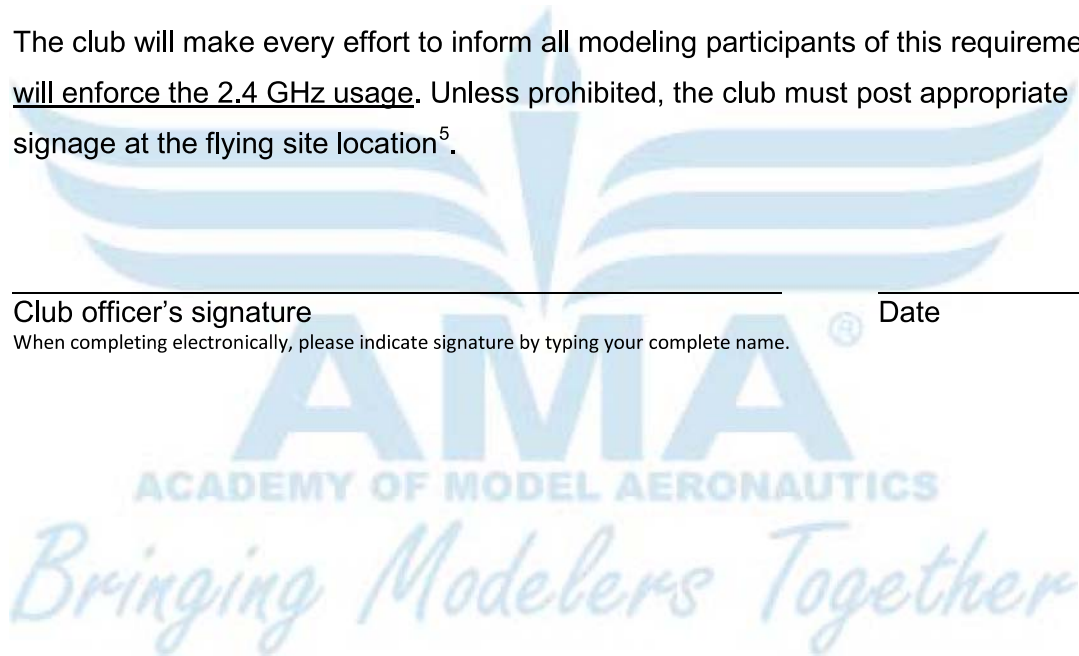 The club will make every effort to inform all modeling participants of this requireme
will enforce the 2.4 GHz usage. Unless prohibited, the club must post appropriate
signage at the flying site location⁵.
Club officer’s signature Date
When completing electronically, please indicate signature by typing your complete name.
®
AMA
ACADEMY OF MODEL AERONAUTICS
Bringing Modelers Together